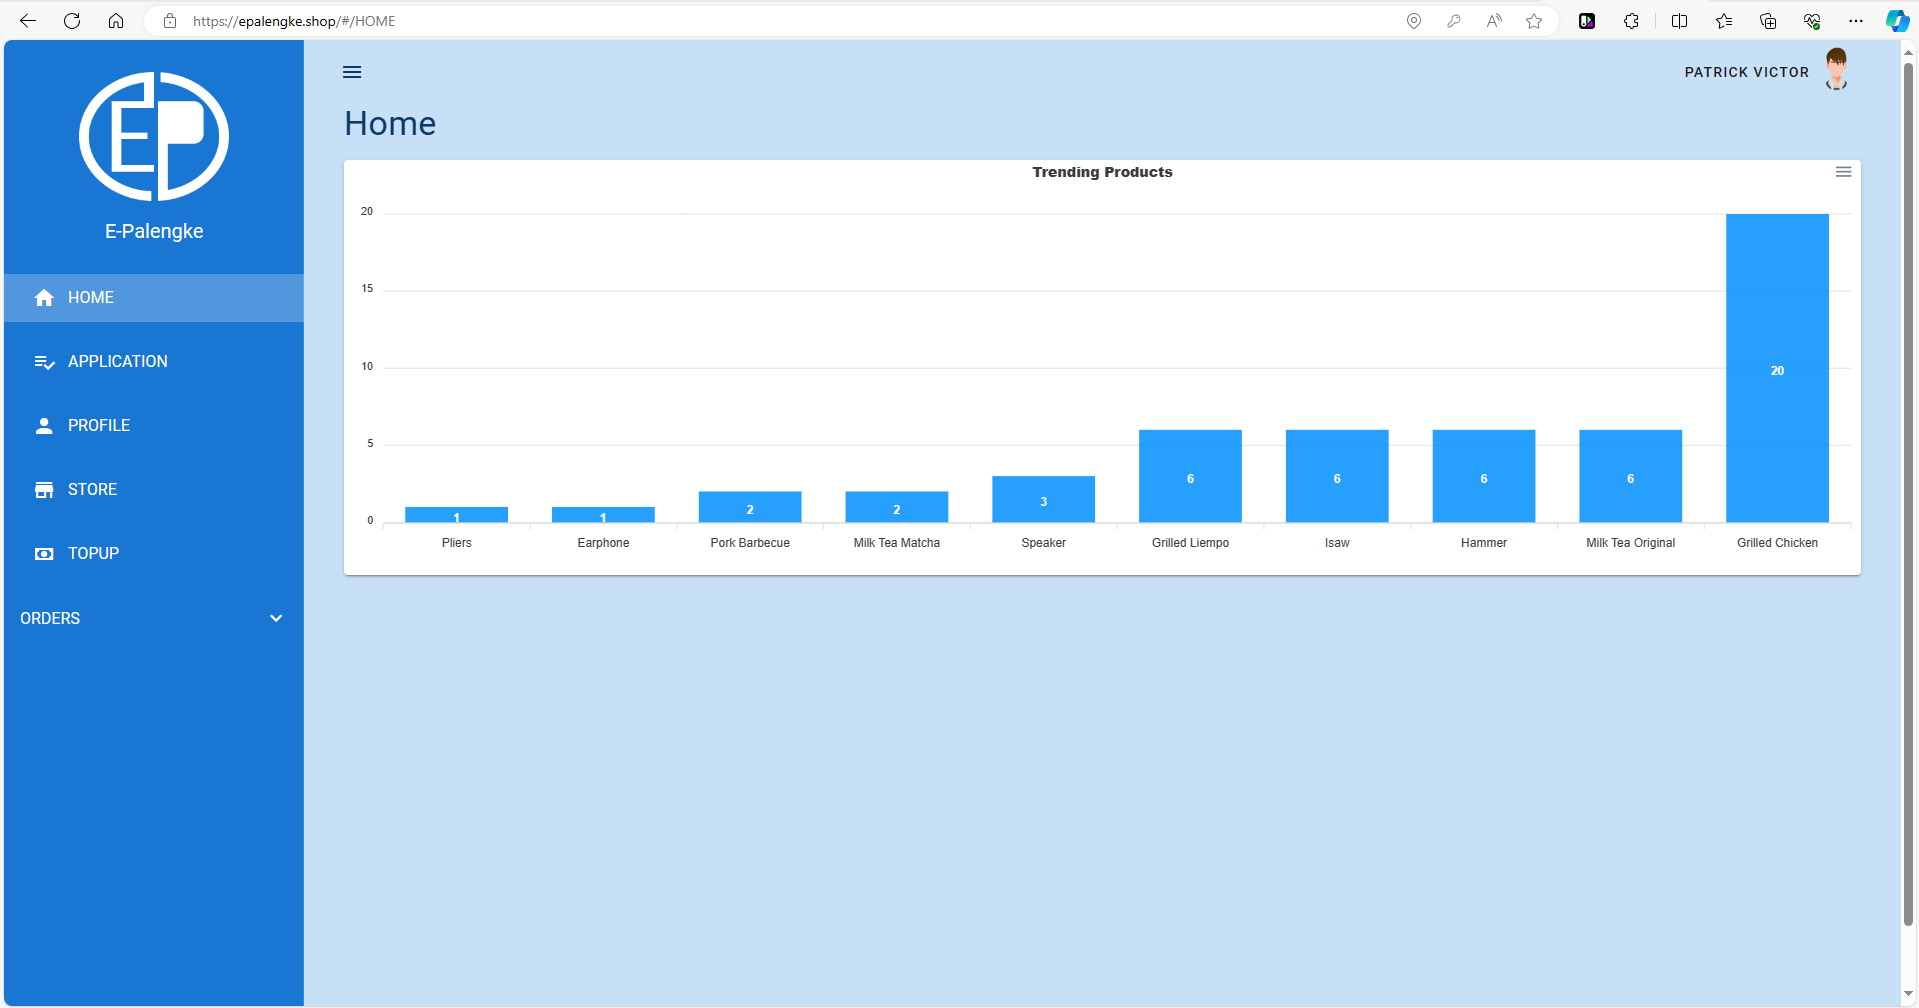 https://epalengke.shop/#/HOME
EP
E-Palengke
HOME
APPLICATION
PROFILE
STORE
TOPUP
ORDERS
PATRICK VICTOR
Home
Trending Products
20
15
10
5
0
1
1
2
2
3
6
6
6
6
20
Pliers
Earphone
Pork Barbecue
Milk Tea Matcha
Speaker
Grilled Liempo
Isaw
Hammer
Milk Tea Original
Grilled Chicken